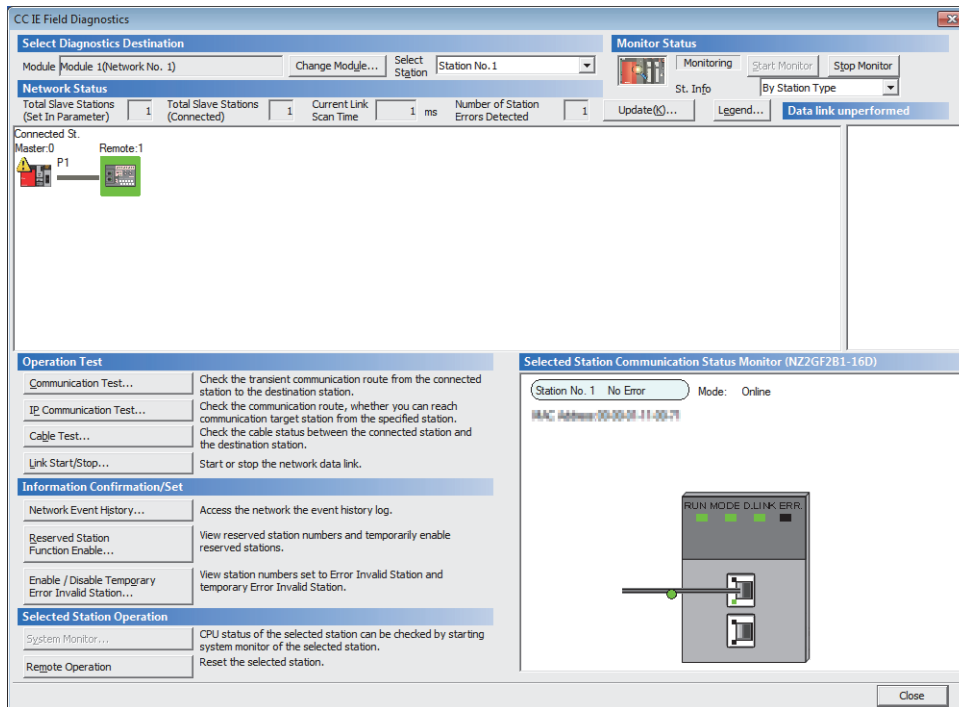 CC IE Field Diagnostics
Select Diagnostics Destination
Monitor Status
Module Module 1(Network No. 1) Change Module... Select Station Station No.1
Monitoring Start Monitor Stop Monitor
St. Info By Station Type
Network Status
Total Slave Stations (Set In Parameter) 1 Total Slave Stations (Connected) 1 Current Link Scan Time 1 ms Number of Station Errors Detected 1
Update(K)... Legend... Data link unperformed
Connected St.
Master:0 Remote:1
P1
Operation Test
Communication Test... Check the transient communication route from the connected
station to the destination station.
IP Communication Test... Check the communication route, whether you can reach
communication target station from the specified station.
Cable Test... Check the cable status between the connected station and
the destination station.
Link Start/Stop... Start or stop the network data link.
Information Confirmation/Set
Network Event History... Access the network the event history log.
Reserved Station
Function Enable...
View reserved station numbers and temporarily enable
reserved stations.
Enable / Disable Temporary
Error Invalid Station...
View station numbers set to Error Invalid Station and
temporary Error Invalid Station.
Selected Station Operation
System Monitor... CPU status of the selected station can be checked by starting
system monitor of the selected station.
Remote Operation Reset the selected station.
Selected Station Communication Status Monitor (NZ2GF2B1-16D)
Station No. 1 No Error Mode: Online
MAC Address:
RUN MODE D.LINK ERR.
Close